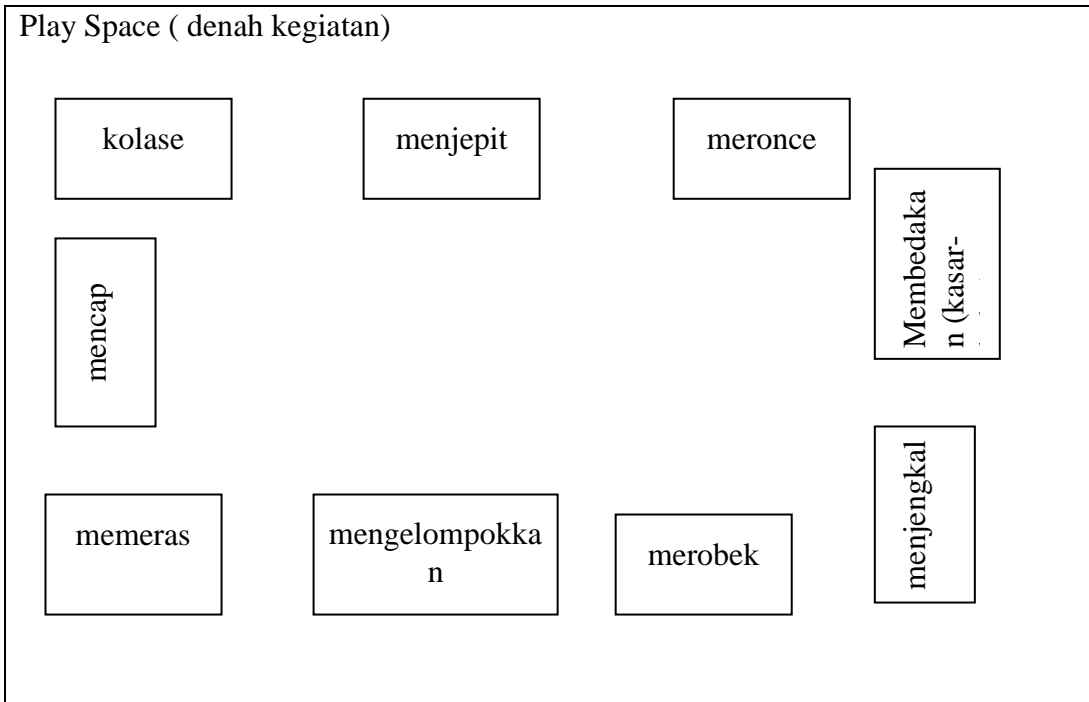 Play Space ( denah kegiatan)
kolase
menjepit
meronce
Membedaka
n (kasar-
mencap
menjengkal
memeras
mengelompokka
n
merobek